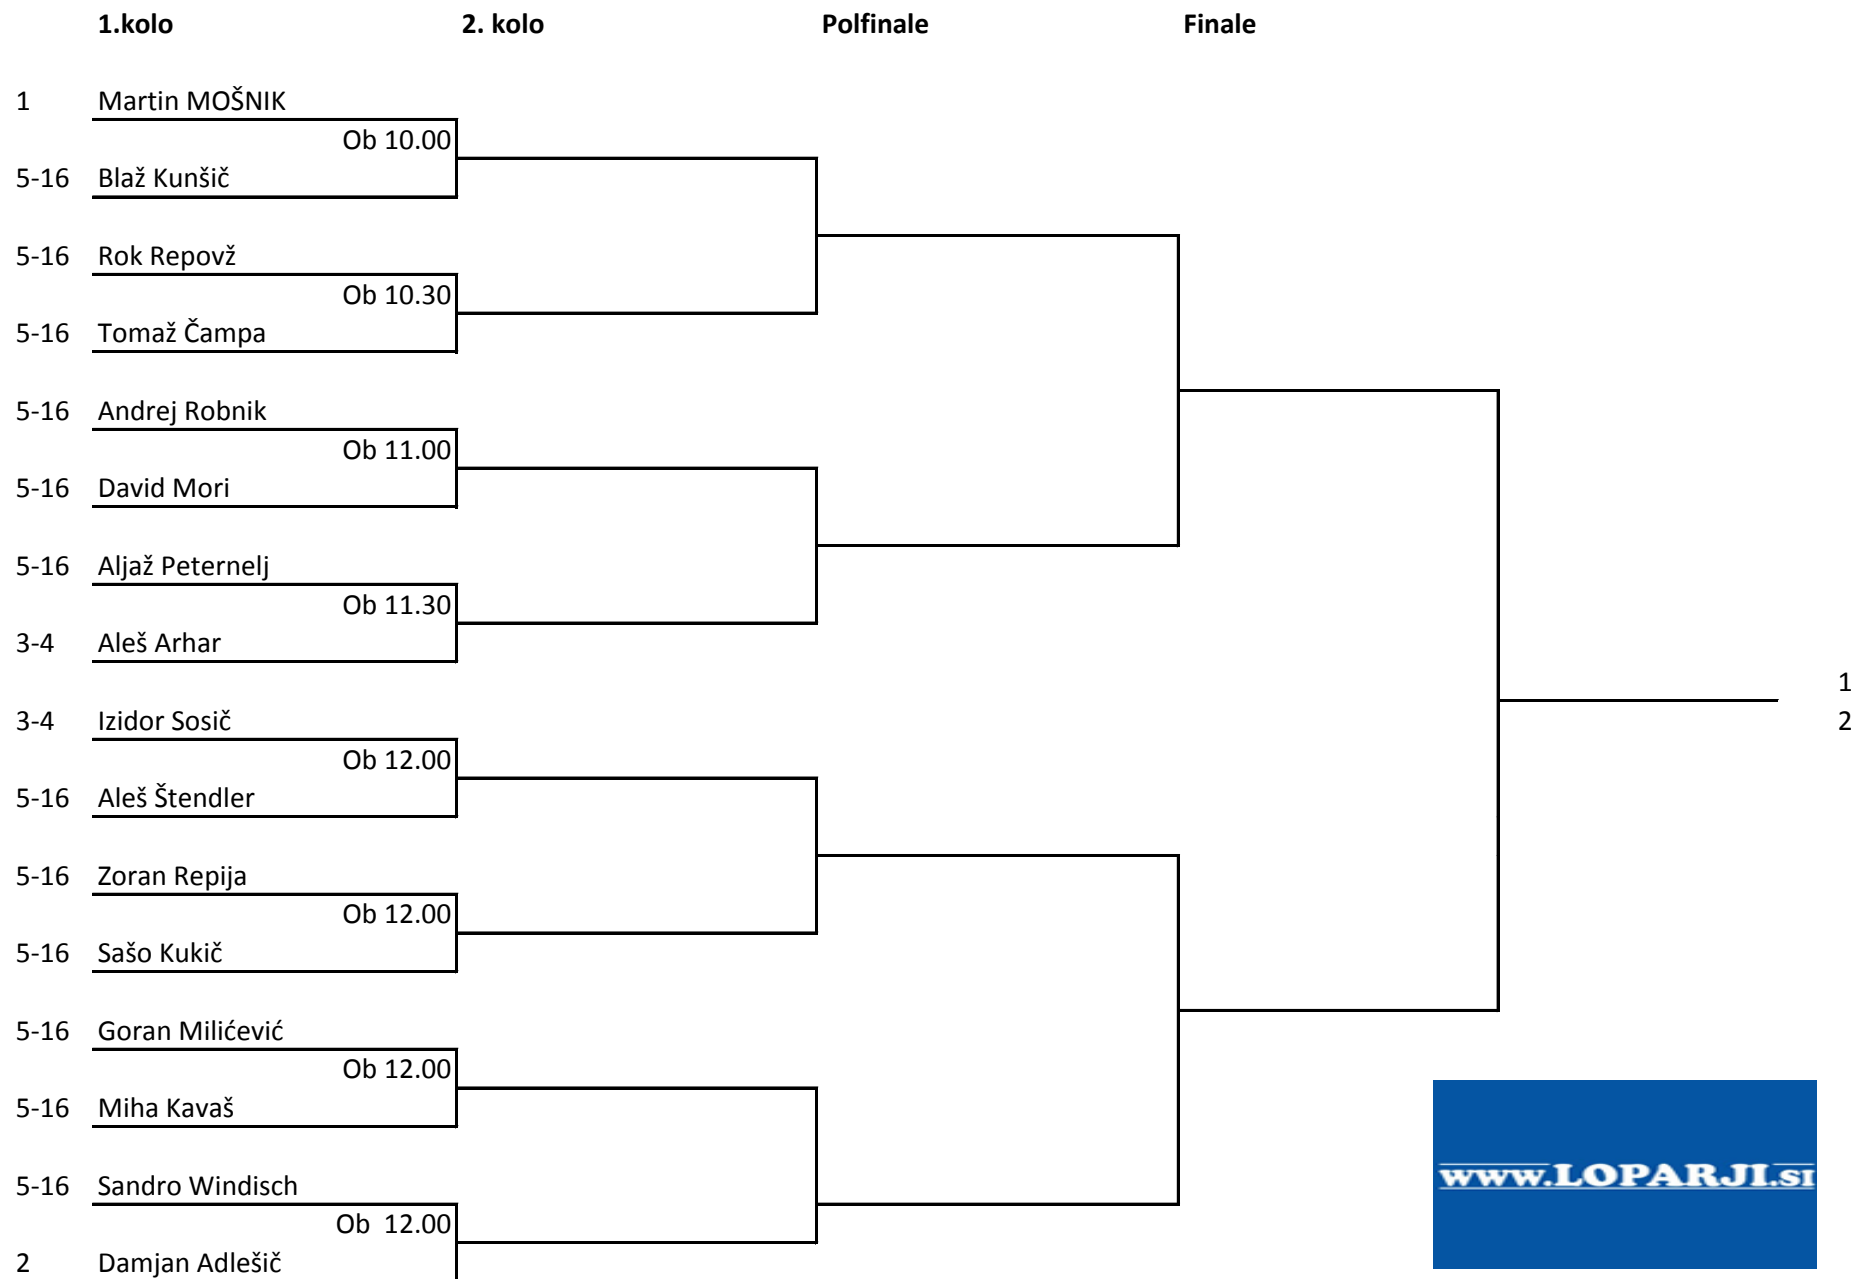 1.kolo 2. kolo Polfinale Finale
1 Martin MOŠNIK
Ob 10.00
5-16 Blaž Kunšič
5-16 Rok Repovž
Ob 10.30
5-16 Tomaž Čampa
5-16 Andrej Robnik
Ob 11.00
5-16 David Mori
5-16 Aljaž Peternelj
Ob 11.30
3-4 Aleš Arhar
1
3-4 Izidor Sosič 2
Ob 12.00
5-16 Aleš Štendler
5-16 Zoran Repija
Ob 12.00
5-16 Sašo Kukič
5-16 Goran Milićević
Ob 12.00
5-16 Miha Kavaš
www.LOPARJI.si
5-16 Sandro Windisch
Ob 12.00
2 Damjan Adlešič